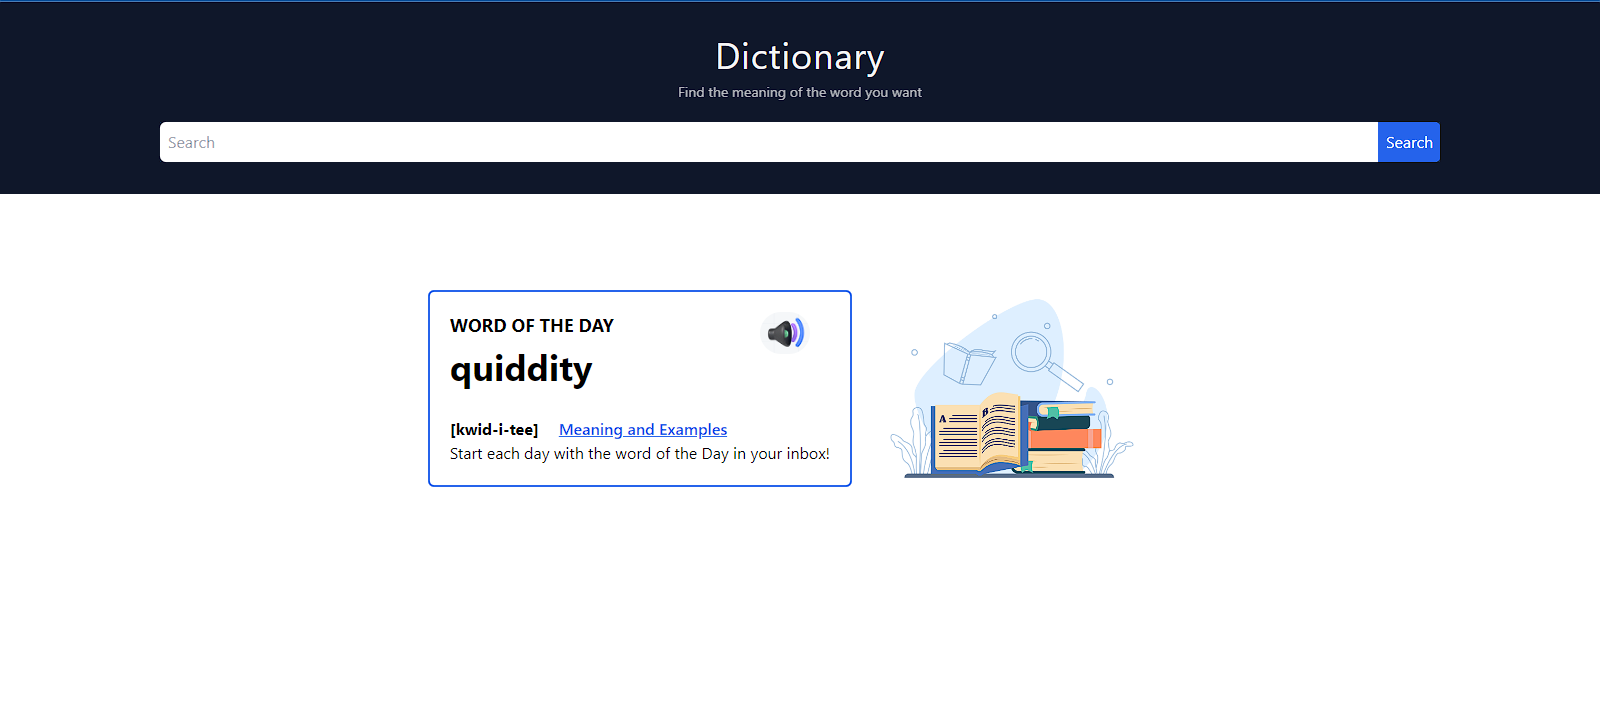 Dictionary
Find the meaning of the word you want
Search
Search
WORD OF THE DAY
quiddity
[kwid-i-tee] Meaning and Examples
Start each day with the word of the Day in your inbox!
A
B